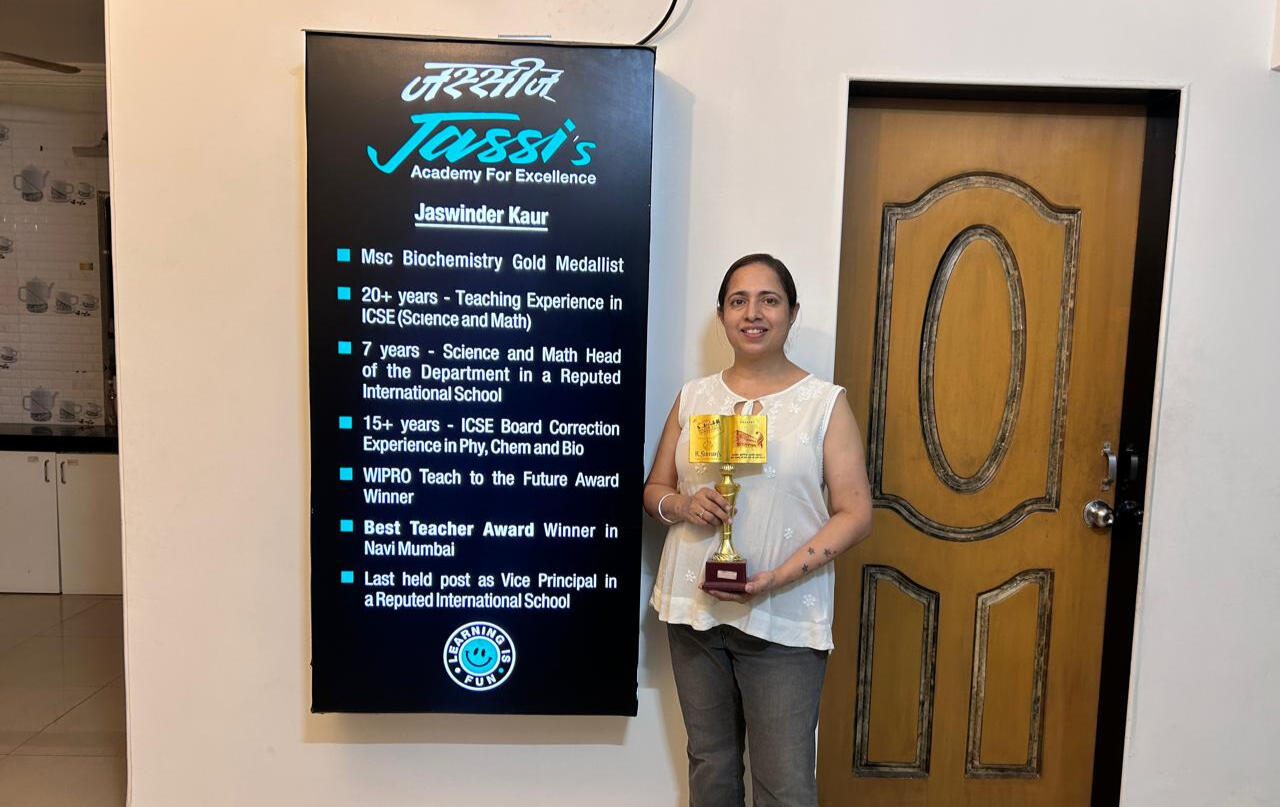 जस्सीज़
Jassi's
Academy For Excellence
Jaswinder Kaur
Msc Biochemistry Gold Medallist
20+ years - Teaching Experience in
ICSE (Science and Math)
7 years - Science and Math Head
of the Department in a Reputed
International School
15+ years - ICSE Board Correction
Experience in Phy, Chem and Bio
WIPRO Teach to the Future Award
Winner
Best Teacher Award Winner in
Navi Mumbai
Last held post as Vice Principal in
a Reputed International School
LEARNING IS
FUN